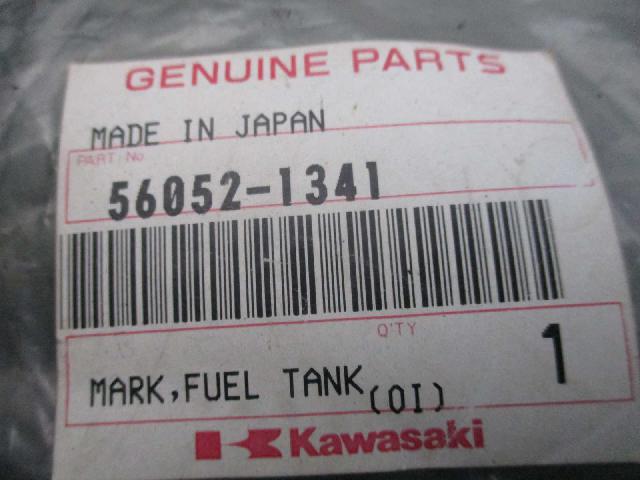 GENUINE PARTS
MADE IN JAPAN
PART No
56052-1341
Q'TY
1
MARK,FUEL TANK(OI)
Kawasaki